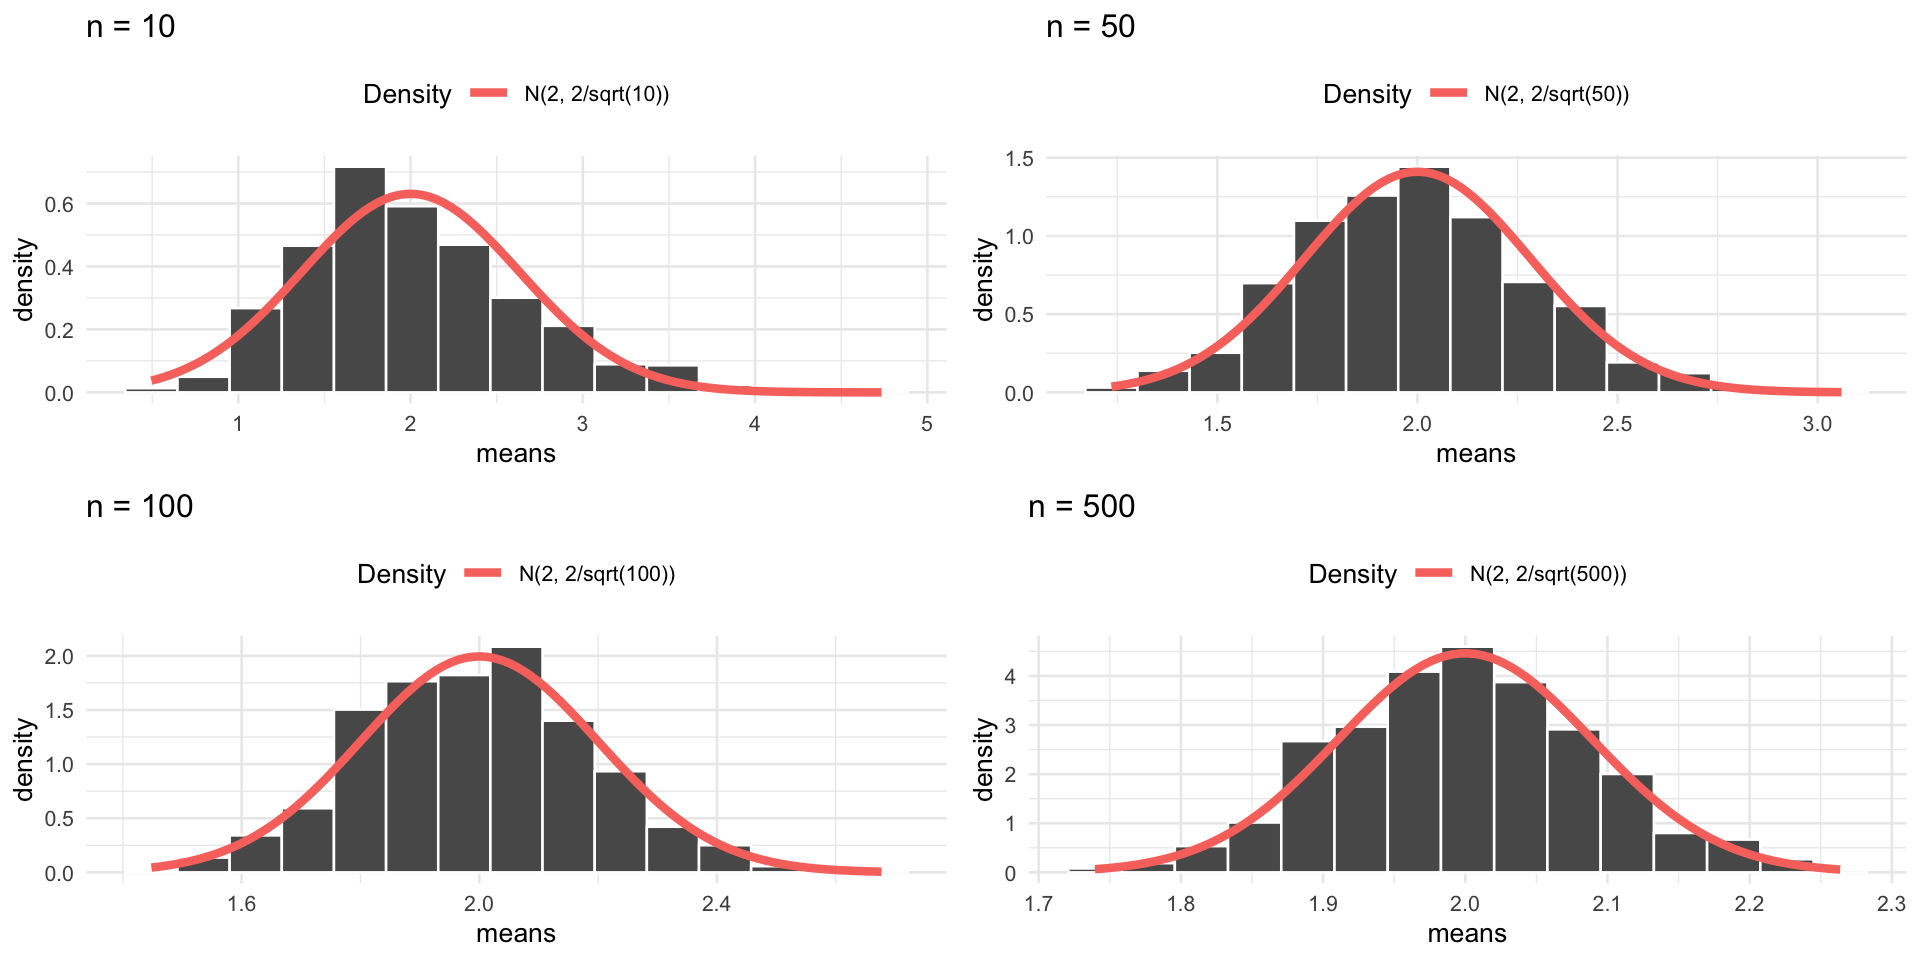 n = 10
Density N(2, 2/sqrt(10))
density
0.6
0.4
0.2
0.0
1 2 3 4 5
means
n = 50
Density N(2, 2/sqrt(50))
density
1.5
1.0
0.5
0.0
1.5 2.0 2.5 3.0
means
n = 100
Density N(2, 2/sqrt(100))
density
2.0
1.5
1.0
0.5
0.0
1.6 2.0 2.4
means
n = 500
Density N(2, 2/sqrt(500))
density
4
3
2
1
0
1.7 1.8 1.9 2.0 2.1 2.2 2.3
means